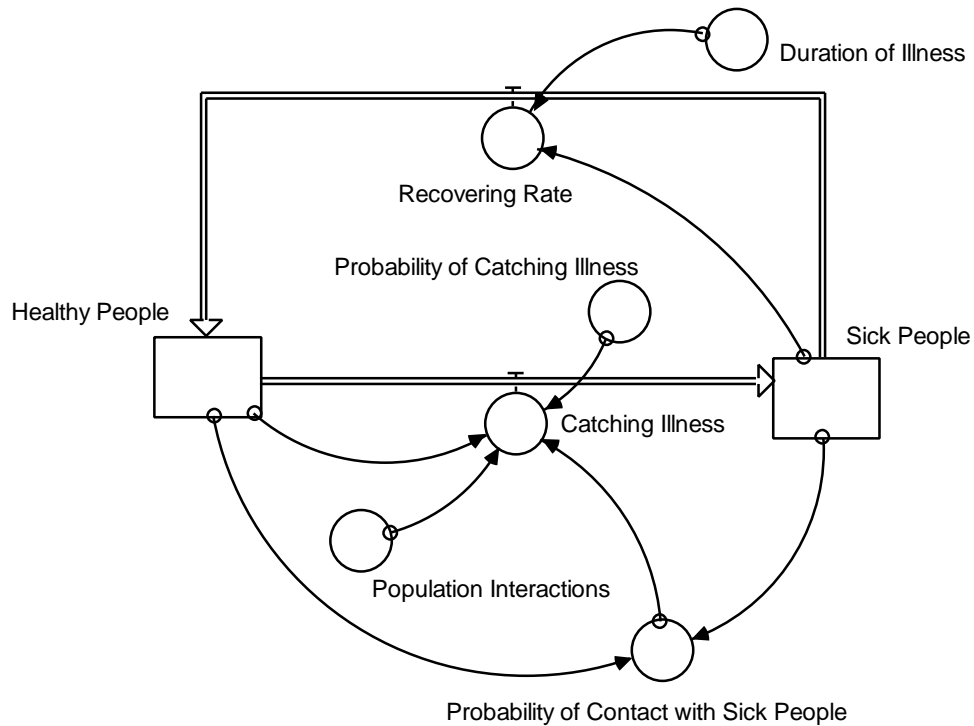 Duration of Illness
Recovering Rate
Probability of Catching Illness
Healthy People
Sick People
Catching Illness
Population Interactions
Probability of Contact with Sick People